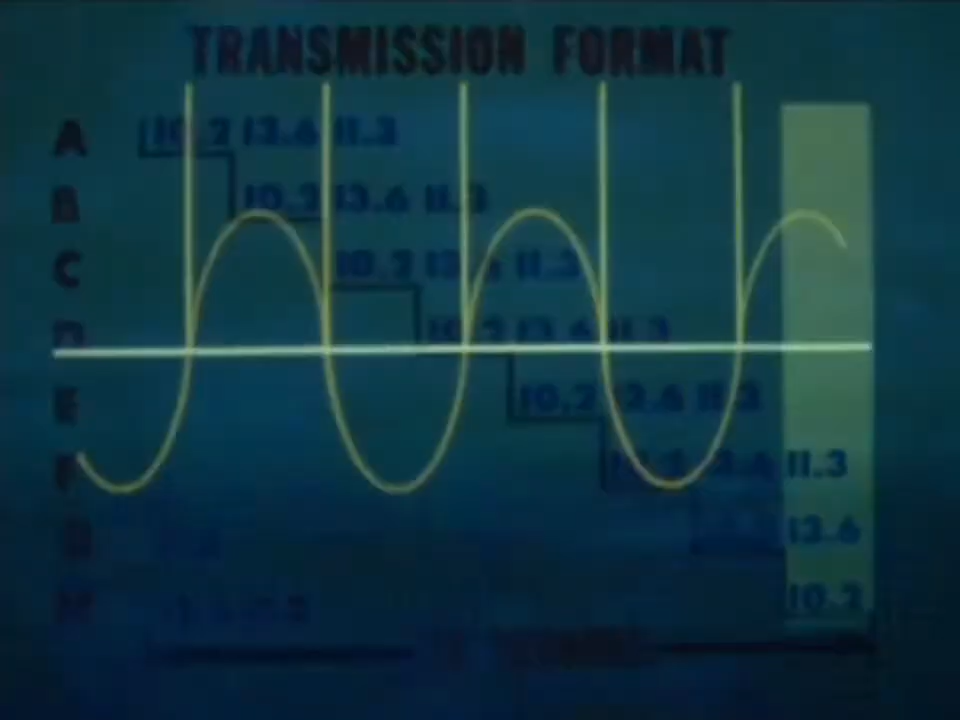 TRANSMISSION FORMAT
A 10.2 13.6 11.3
B 10.2 13.6 11.3
C 10.2 13.6 11.3
D 10.2 13.6 11.3
E 10.2 13.6 11.3
F 11.3
13.6
10.2